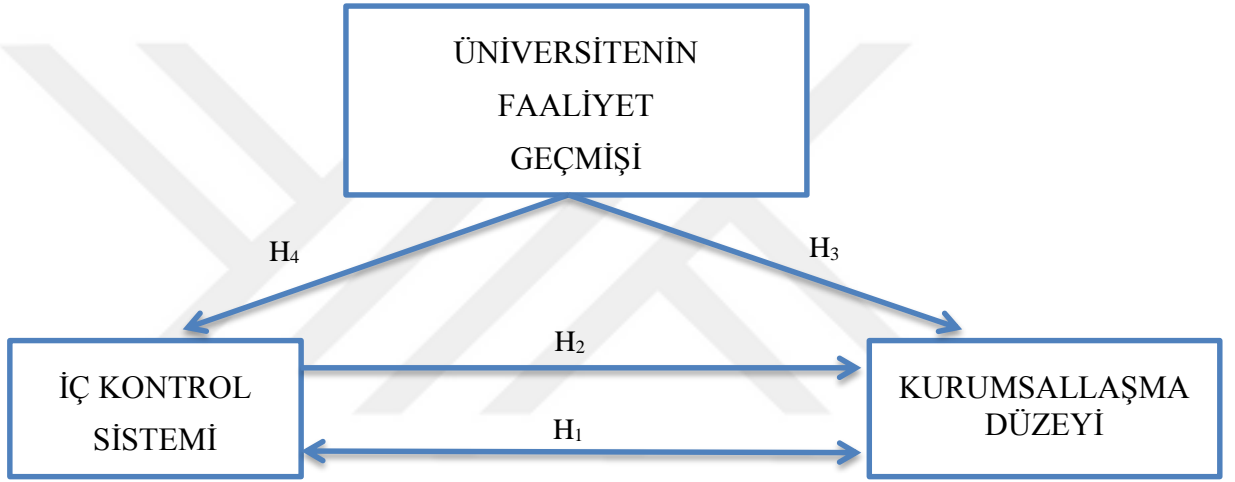 ÜNİVERSİTENİN
FAALİYET
GEÇMİŞİ
H₄
H₃
H₂
İÇ KONTROL
SİSTEMİ
KURUMSALLAŞMA
DÜZEYİ
H₁